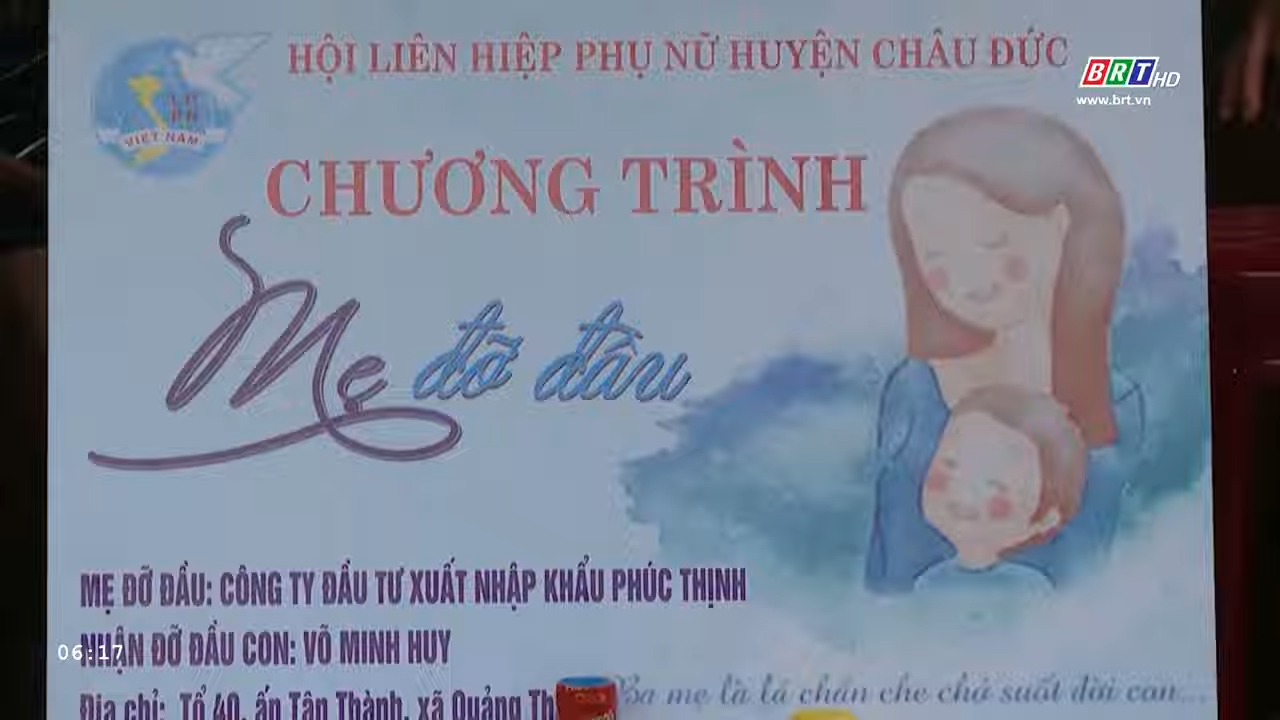 HỘI LIÊN HIỆP PHỤ NỮ HUYỆN CHÂU ĐỨC
BRT HD
www.brt.vn
VIỆT NAM
CHƯƠNG TRÌNH
Mẹ đỡ đầu
MẸ ĐỠ ĐẦU: CÔNG TY ĐẦU TƯ XUẤT NHẬP KHẨU PHÚC THỊNH
NHẬN ĐỠ ĐẦU CON: VÕ MINH HUY
06:17
Địa chỉ: Tổ 40, ấp Tân Thành, xã Quảng Th
Ba mẹ là lá chắn che chở suốt đời con...